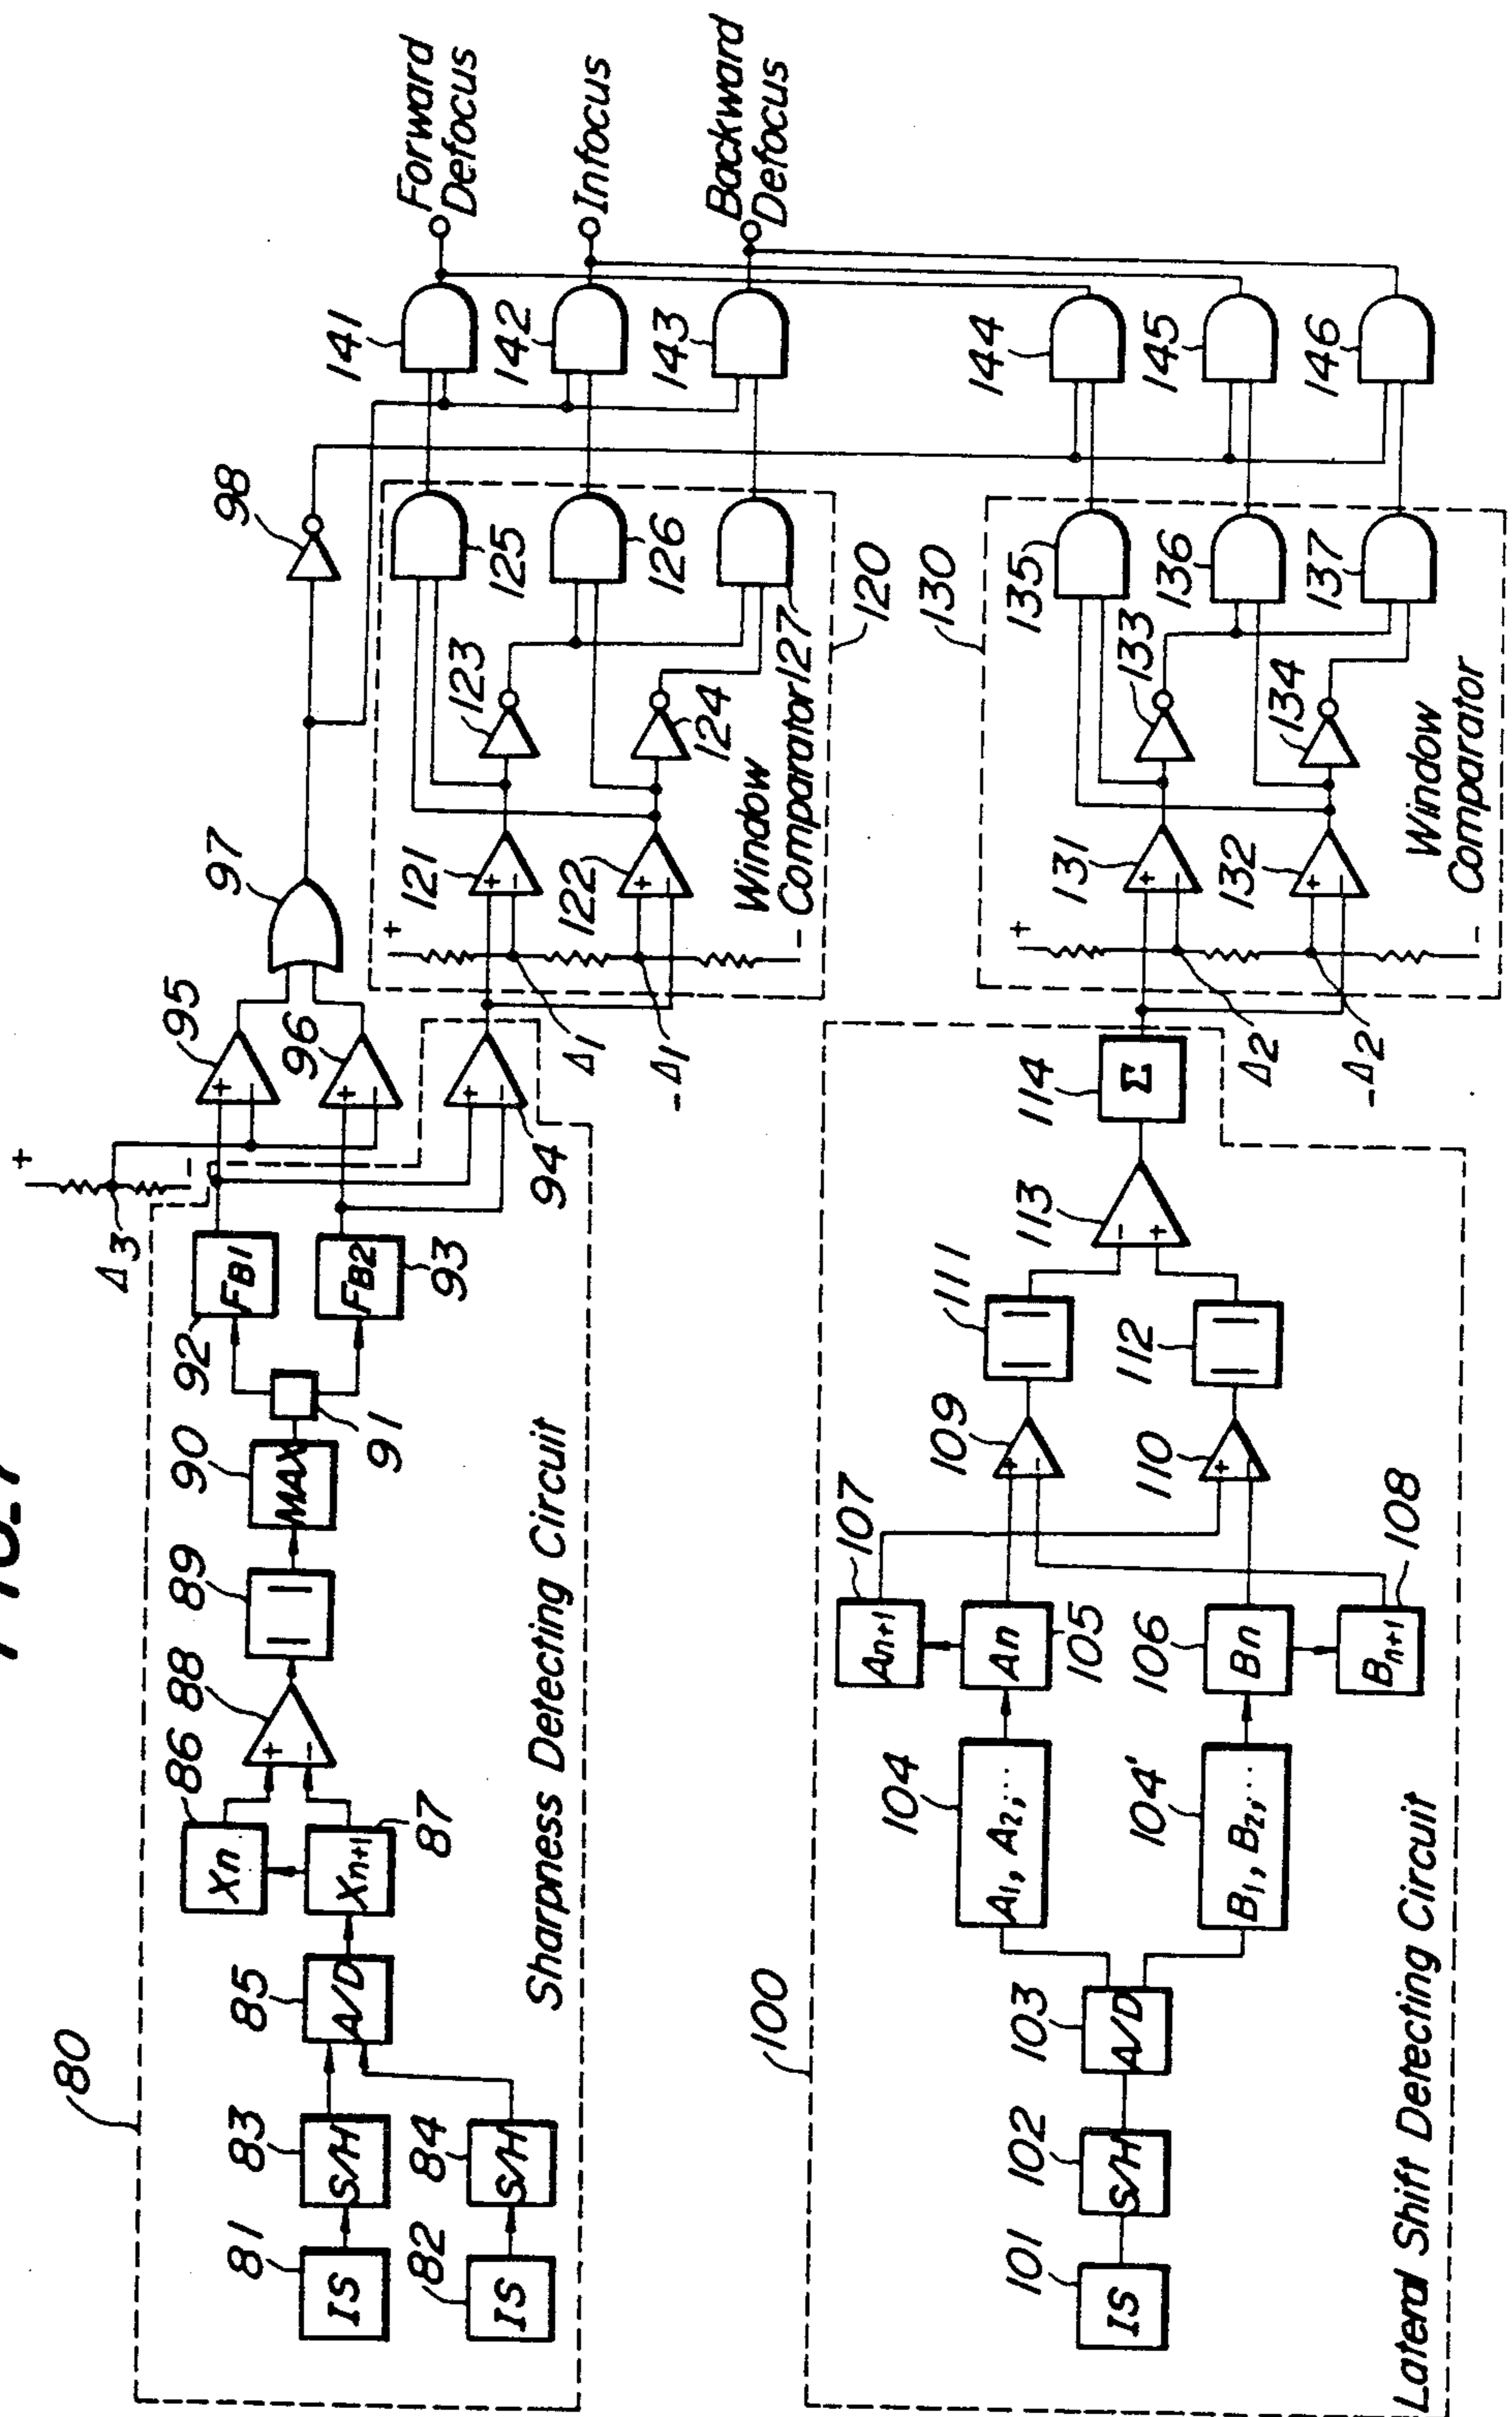 80
81
IS
83
S/H
85
A/D
86
Xn
87
Xn+1
88
+
−
89
| |
90
MAX
91
92
FB1
93
FB2
82
IS
84
S/H
Sharpness Detecting Circuit
Δ3
+
−
94
+
−
95
+
−
96
+
−
97
98
100
101
IS
102
S/H
103
A/D
104
A1, A2, ...
104'
B1, B2, ...
105
An
106
Bn
107
An+1
108
Bn+1
109
+
−
110
+
−
111
| |
112
| |
113
−
+
114
Σ
Lateral Shift Detecting Circuit
120
+
−
Δ1
-Δ1
121
+
−
122
+
−
123
124
125
126
127
Window
Comparator
130
+
−
Δ2
-Δ2
131
+
−
132
+
−
133
134
135
136
137
Window
Comparator
141
142
143
144
145
146
Forward
Defocus
Infocus
Backward
Defocus